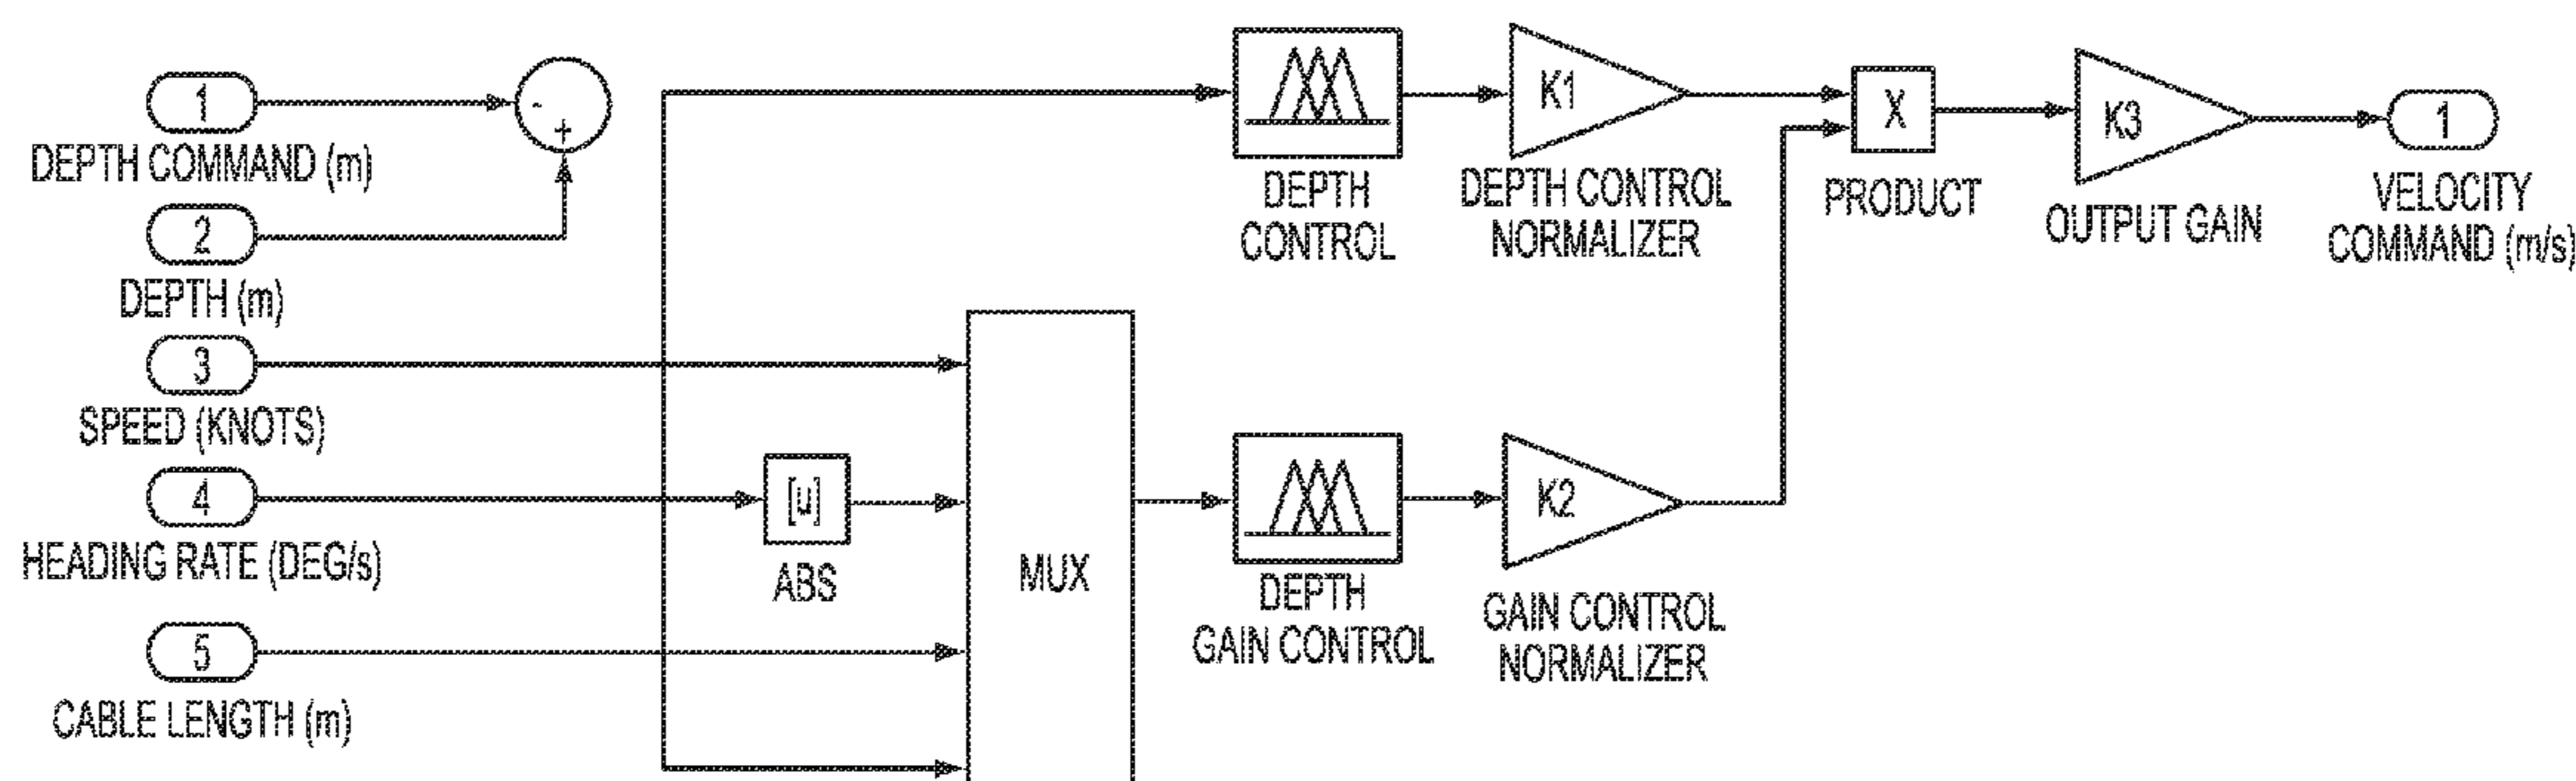 1
DEPTH COMMAND (m)
-
+
2
DEPTH (m)
3
SPEED (KNOTS)
4
HEADING RATE (DEG/s)
5
CABLE LENGTH (m)
[u]
ABS
MUX
DEPTH
CONTROL
K1
DEPTH CONTROL
NORMALIZER
DEPTH
GAIN CONTROL
K2
GAIN CONTROL
NORMALIZER
X
PRODUCT
K3
OUTPUT GAIN
1
VELOCITY
COMMAND (m/s)